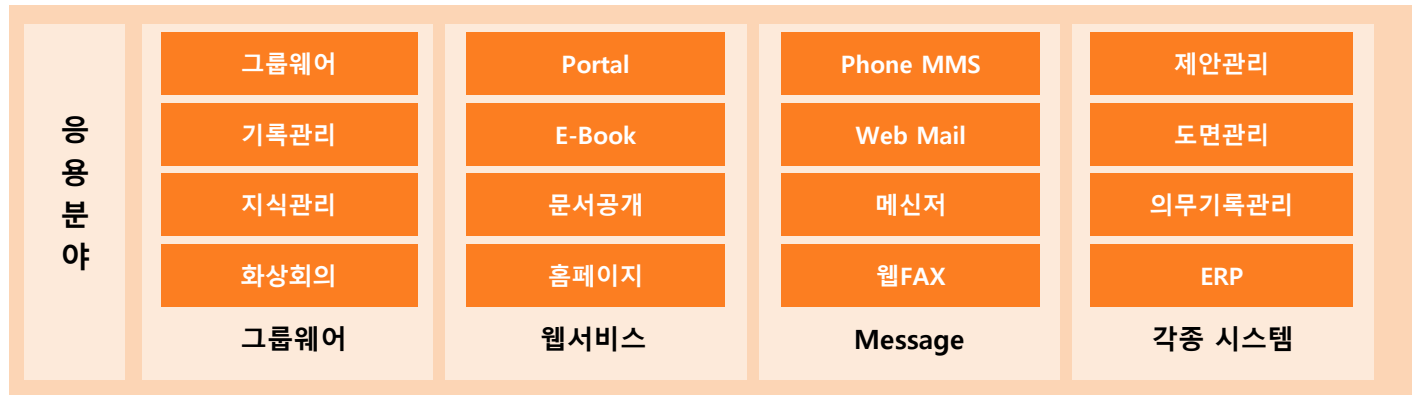 응용분야
그룹웨어
기록관리
지식관리
화상회의
그룹웨어
Portal
E-Book
문서공개
홈페이지
웹서비스
Phone MMS
Web Mail
메신저
웹FAX
Message
제안관리
도면관리
의무기록관리
ERP
각종 시스템